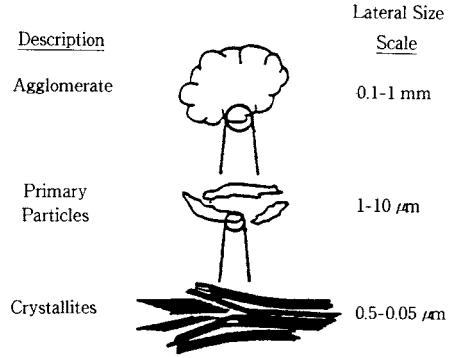 Lateral Size
Description Scale
Agglomerate 0.1-1 mm
Primary
Particles 1-10 μm
Crystallites 0.5-0.05 μm